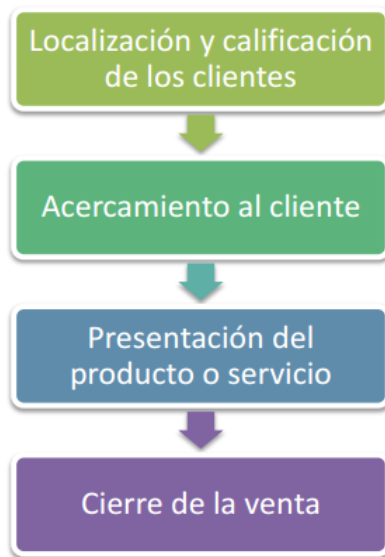 Localización y calificación
de los clientes
Acercamiento al cliente
Presentación del
producto o servicio
Cierre de la venta